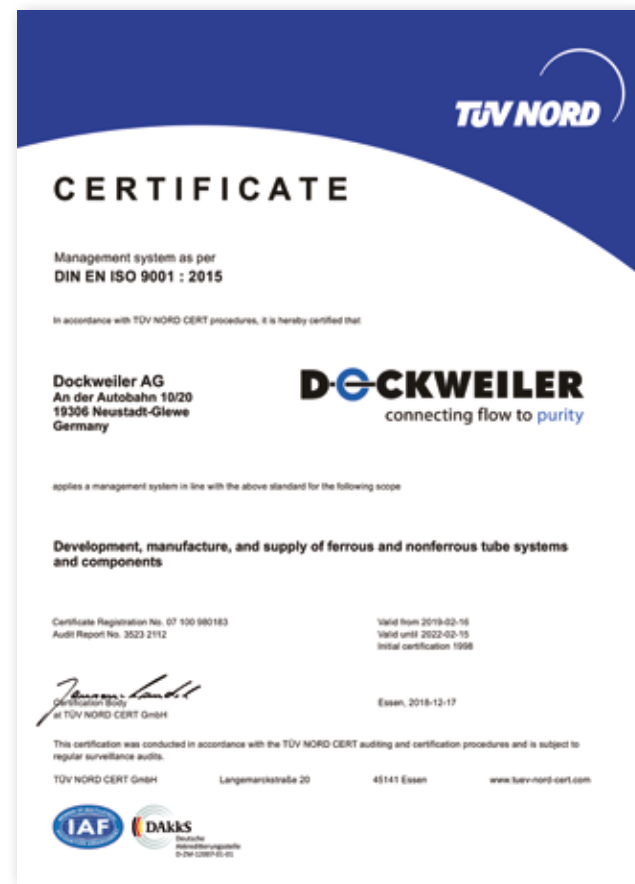 TÜV NORD
CERTIFICATE
Management system as per
DIN EN ISO 9001 : 2015
In accordance with TÜV NORD CERT procedures, it is hereby certified that
Dockweiler AG
An der Autobahn 10/20
19306 Neustadt-Glewe
Germany
DOCKWEILER
connecting flow to purity
applies a management system in line with the above standard for the following scope
Development, manufacture, and supply of ferrous and nonferrous tube systems
and components
Certificate Registration No. 07 100 980183
Audit Report No. 3523 2112
Valid from 2019-02-16
Valid until 2022-02-15
Initial certification 1998
Certification Body
at TÜV NORD CERT GmbH
Essen, 2018-12-17
This certification was conducted in accordance with the TÜV NORD CERT auditing and certification procedures and is subject to
regular surveillance audits.
TÜV NORD CERT GmbH Langemarckstraße 20 45141 Essen www.tuev-nord-cert.com
IAF
DAkkS
Deutsche
Akkreditierungsstelle
D-ZM-12007-01-01